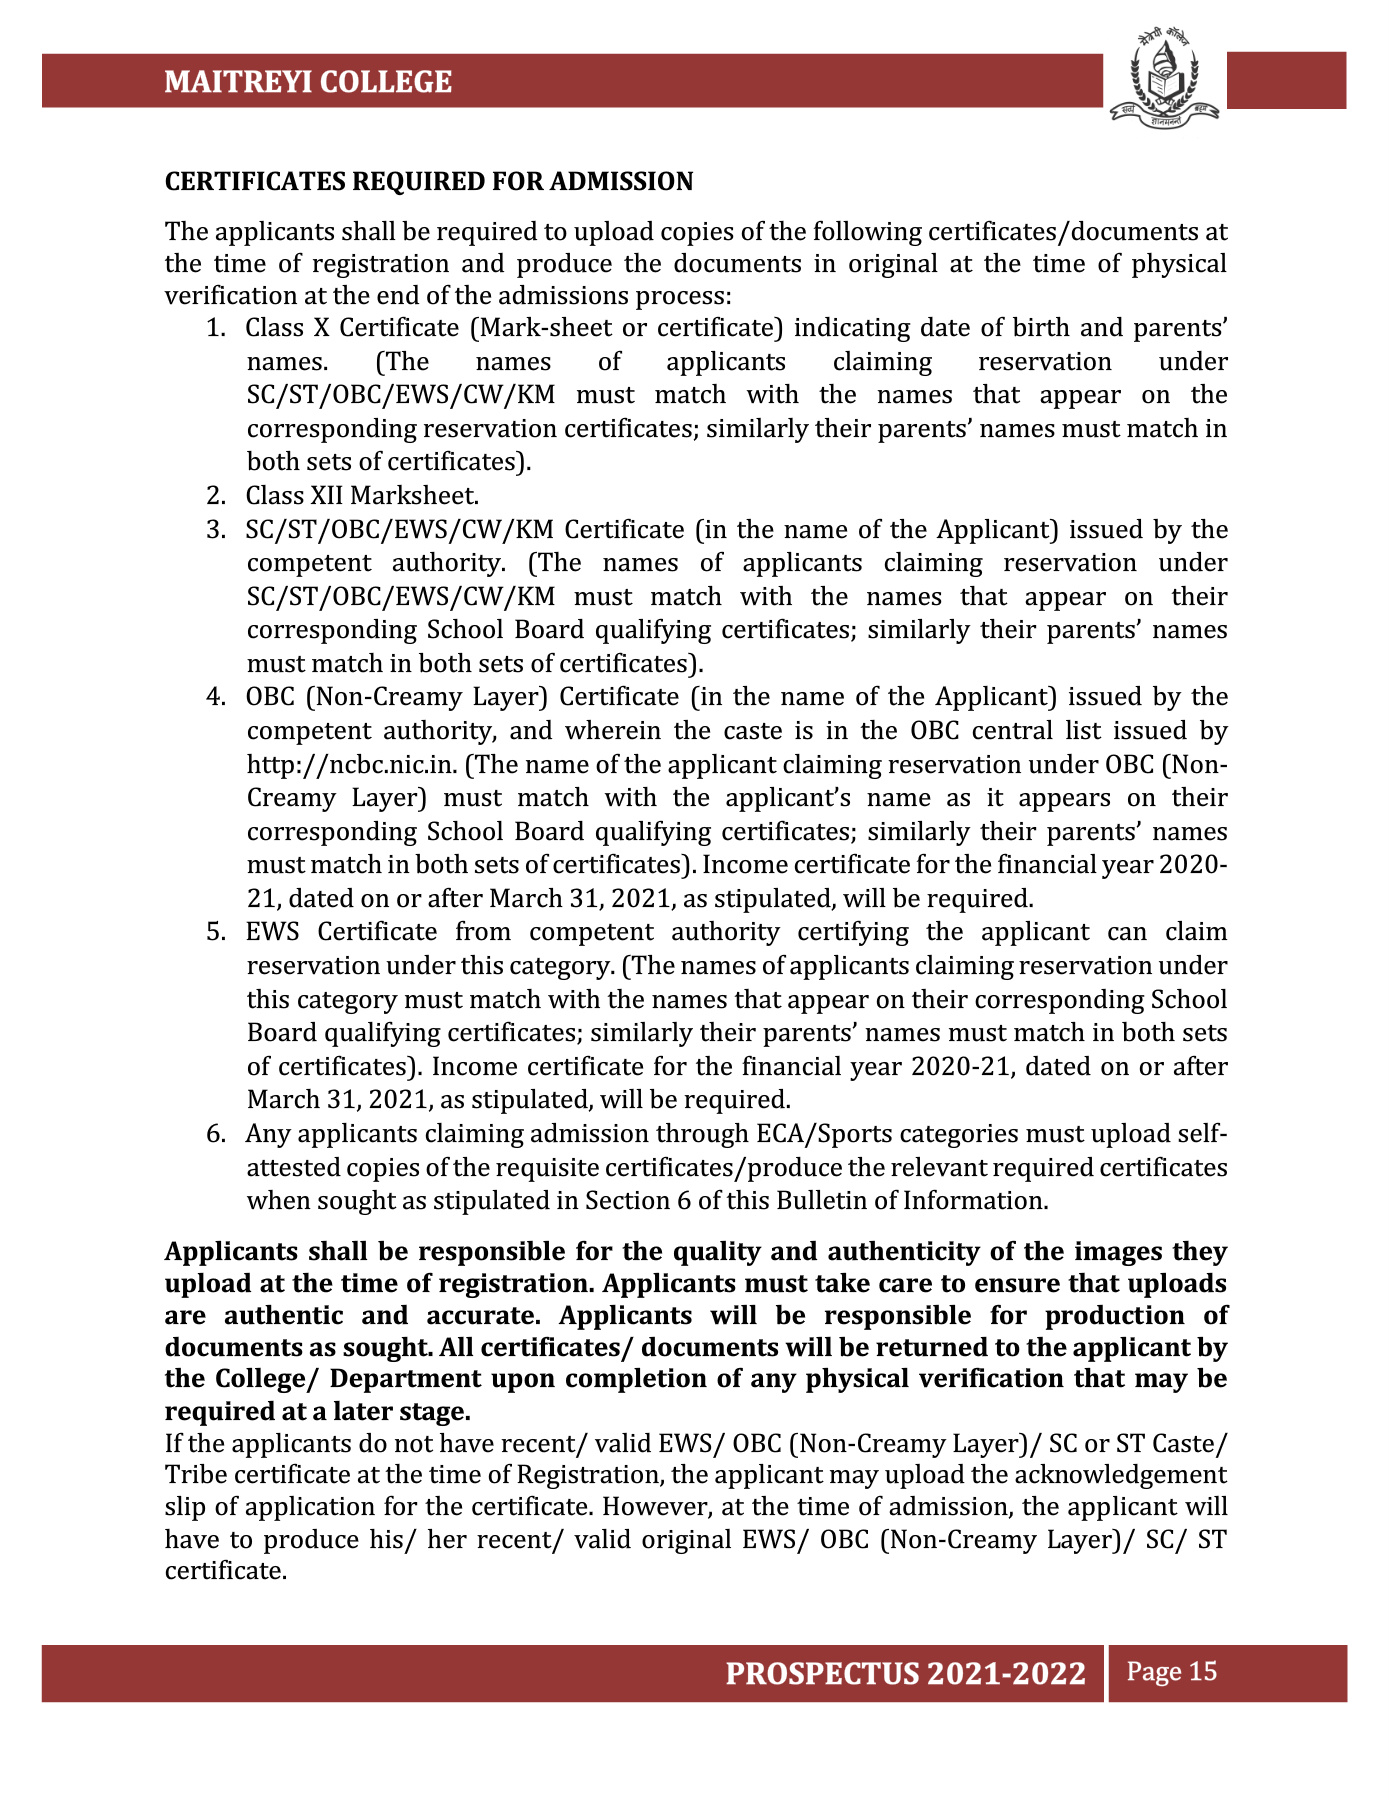 MAITREYI COLLEGE
मैत्रेयी कॉलेज
ज्ञानमनन्तं
CERTIFICATES REQUIRED FOR ADMISSION
The applicants shall be required to upload copies of the following certificates/documents at
the time of registration and produce the documents in original at the time of physical
verification at the end of the admissions process:
1. Class X Certificate (Mark-sheet or certificate) indicating date of birth and parents’
names. (The names of applicants claiming reservation under
SC/ST/OBC/EWS/CW/KM must match with the names that appear on the
corresponding reservation certificates; similarly their parents’ names must match in
both sets of certificates).
2. Class XII Marksheet.
3. SC/ST/OBC/EWS/CW/KM Certificate (in the name of the Applicant) issued by the
competent authority. (The names of applicants claiming reservation under
SC/ST/OBC/EWS/CW/KM must match with the names that appear on their
corresponding School Board qualifying certificates; similarly their parents’ names
must match in both sets of certificates).
4. OBC (Non-Creamy Layer) Certificate (in the name of the Applicant) issued by the
competent authority, and wherein the caste is in the OBC central list issued by
http://ncbc.nic.in. (The name of the applicant claiming reservation under OBC (Non-
Creamy Layer) must match with the applicant’s name as it appears on their
corresponding School Board qualifying certificates; similarly their parents’ names
must match in both sets of certificates). Income certificate for the financial year 2020-
21, dated on or after March 31, 2021, as stipulated, will be required.
5. EWS Certificate from competent authority certifying the applicant can claim
reservation under this category. (The names of applicants claiming reservation under
this category must match with the names that appear on their corresponding School
Board qualifying certificates; similarly their parents’ names must match in both sets
of certificates). Income certificate for the financial year 2020-21, dated on or after
March 31, 2021, as stipulated, will be required.
6. Any applicants claiming admission through ECA/Sports categories must upload self-
attested copies of the requisite certificates/produce the relevant required certificates
when sought as stipulated in Section 6 of this Bulletin of Information.
Applicants shall be responsible for the quality and authenticity of the images they
upload at the time of registration. Applicants must take care to ensure that uploads
are authentic and accurate. Applicants will be responsible for production of
documents as sought. All certificates/ documents will be returned to the applicant by
the College/ Department upon completion of any physical verification that may be
required at a later stage.
If the applicants do not have recent/ valid EWS/ OBC (Non-Creamy Layer)/ SC or ST Caste/
Tribe certificate at the time of Registration, the applicant may upload the acknowledgement
slip of application for the certificate. However, at the time of admission, the applicant will
have to produce his/ her recent/ valid original EWS/ OBC (Non-Creamy Layer)/ SC/ ST
certificate.
PROSPECTUS 2021-2022
Page 15